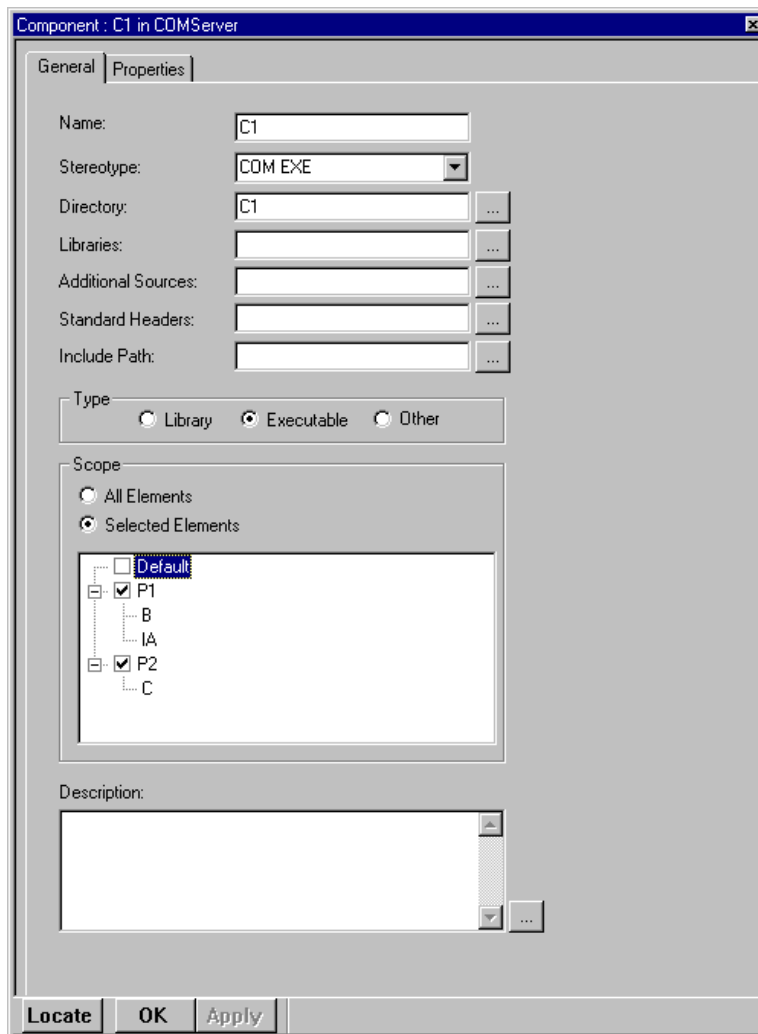 Component : C1 in COMServer
General Properties
Name: C1
Stereotype: COM EXE
Directory: C1 ...
Libraries: ...
Additional Sources: ...
Standard Headers: ...
Include Path: ...
Type
Library Executable Other
Scope
All Elements
Selected Elements
Default
P1
B
IA
P2
C
Description:
...
Locate OK Apply